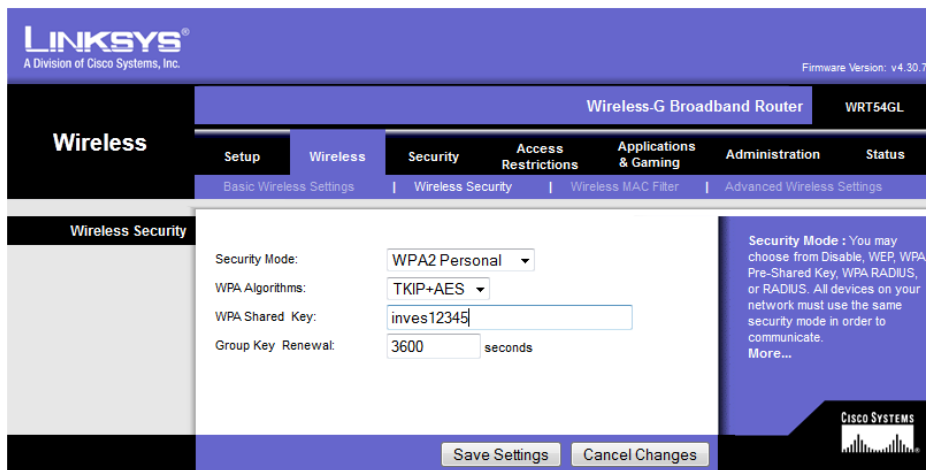 LINKSYS®
A Division of Cisco Systems, Inc.
Firmware Version: v4.30.7
Wireless-G Broadband Router WRT54GL
Wireless
Setup Wireless Security Access Restrictions Applications & Gaming Administration Status
Basic Wireless Settings | Wireless Security | Wireless MAC Filter | Advanced Wireless Settings
Wireless Security
Security Mode: WPA2 Personal
WPA Algorithms: TKIP+AES
WPA Shared Key: inves12345
Group Key Renewal: 3600 seconds
Security Mode : You may
choose from Disable, WEP, WPA
Pre-Shared Key, WPA RADIUS,
or RADIUS. All devices on your
network must use the same
security mode in order to
communicate.
More...
CISCO SYSTEMS
Save Settings Cancel Changes